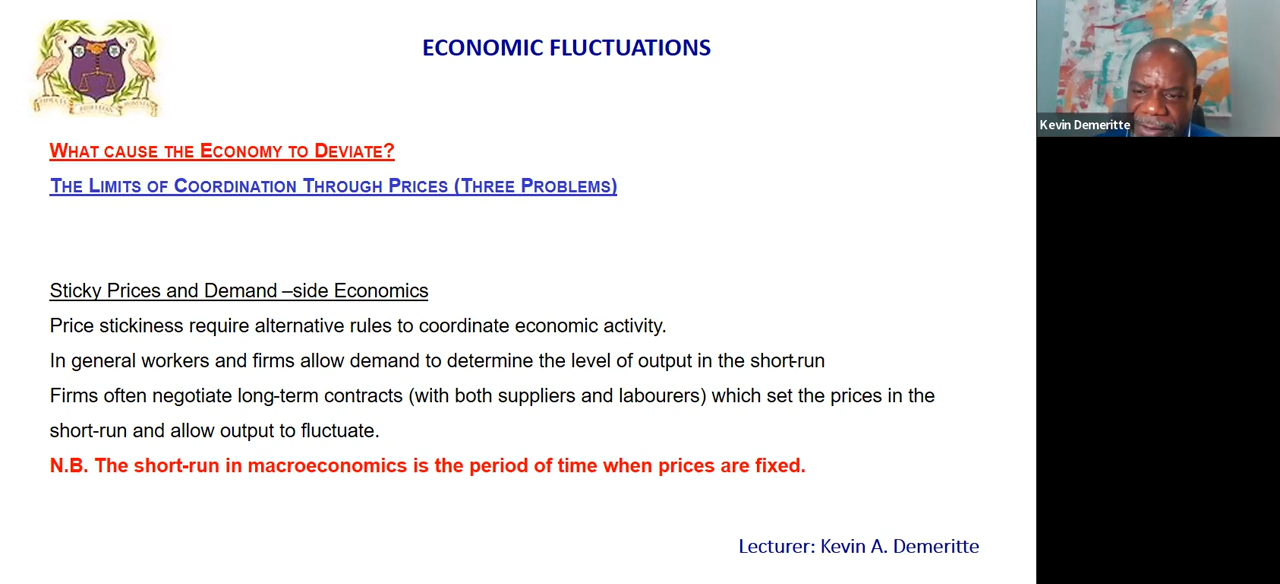 ECONOMIC FLUCTUATIONS
Kevin Demeritte
WHAT CAUSE THE ECONOMY TO DEVIATE?
THE LIMITS OF COORDINATION THROUGH PRICES (THREE PROBLEMS)
Sticky Prices and Demand –side Economics
Price stickiness require alternative rules to coordinate economic activity.
In general workers and firms allow demand to determine the level of output in the short-run
Firms often negotiate long-term contracts (with both suppliers and labourers) which set the prices in the
short-run and allow output to fluctuate.
N.B. The short-run in macroeconomics is the period of time when prices are fixed.
Lecturer: Kevin A. Demeritte